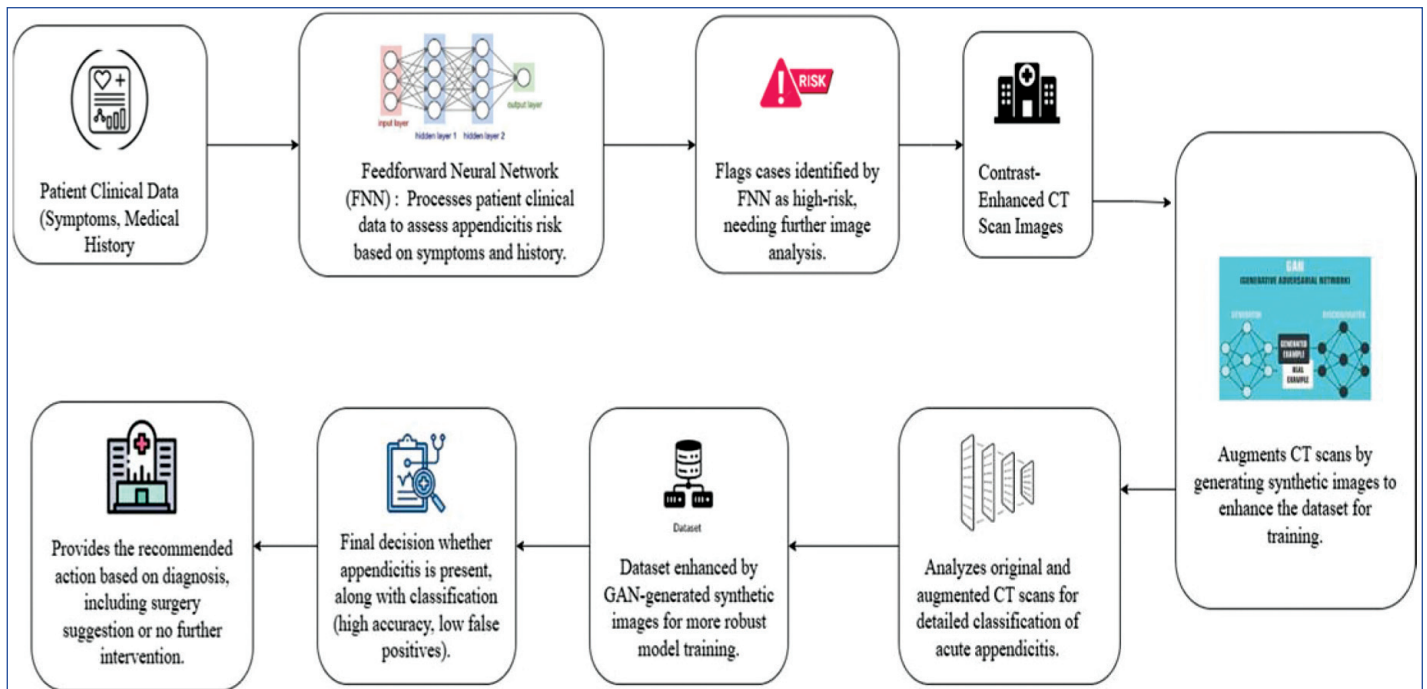 Patient Clinical Data
(Symptoms, Medical
History
input layer
hidden layer 1
hidden layer 2
output layer
Feedforward Neural Network
(FNN) : Processes patient clinical
data to assess appendicitis risk
based on symptoms and history.
RISK
Flags cases identified by
FNN as high-risk,
needing further image
analysis.
Contrast-
Enhanced CT
Scan Images
GAN
(GENERATIVE ADVERSARIAL NETWORK)
GENERATOR
DISCRIMINATOR
GENERATED
EXAMPLE
REAL
EXAMPLE
Augments CT scans by
generating synthetic images to
enhance the dataset for
training.
Analyzes original and
augmented CT scans for
detailed classification of
acute appendicitis.
Dataset
Dataset enhanced by
GAN-generated synthetic
images for more robust
model training.
Final decision whether
appendicitis is present,
along with classification
(high accuracy, low false
positives).
Provides the recommended
action based on diagnosis,
including surgery
suggestion or no further
intervention.